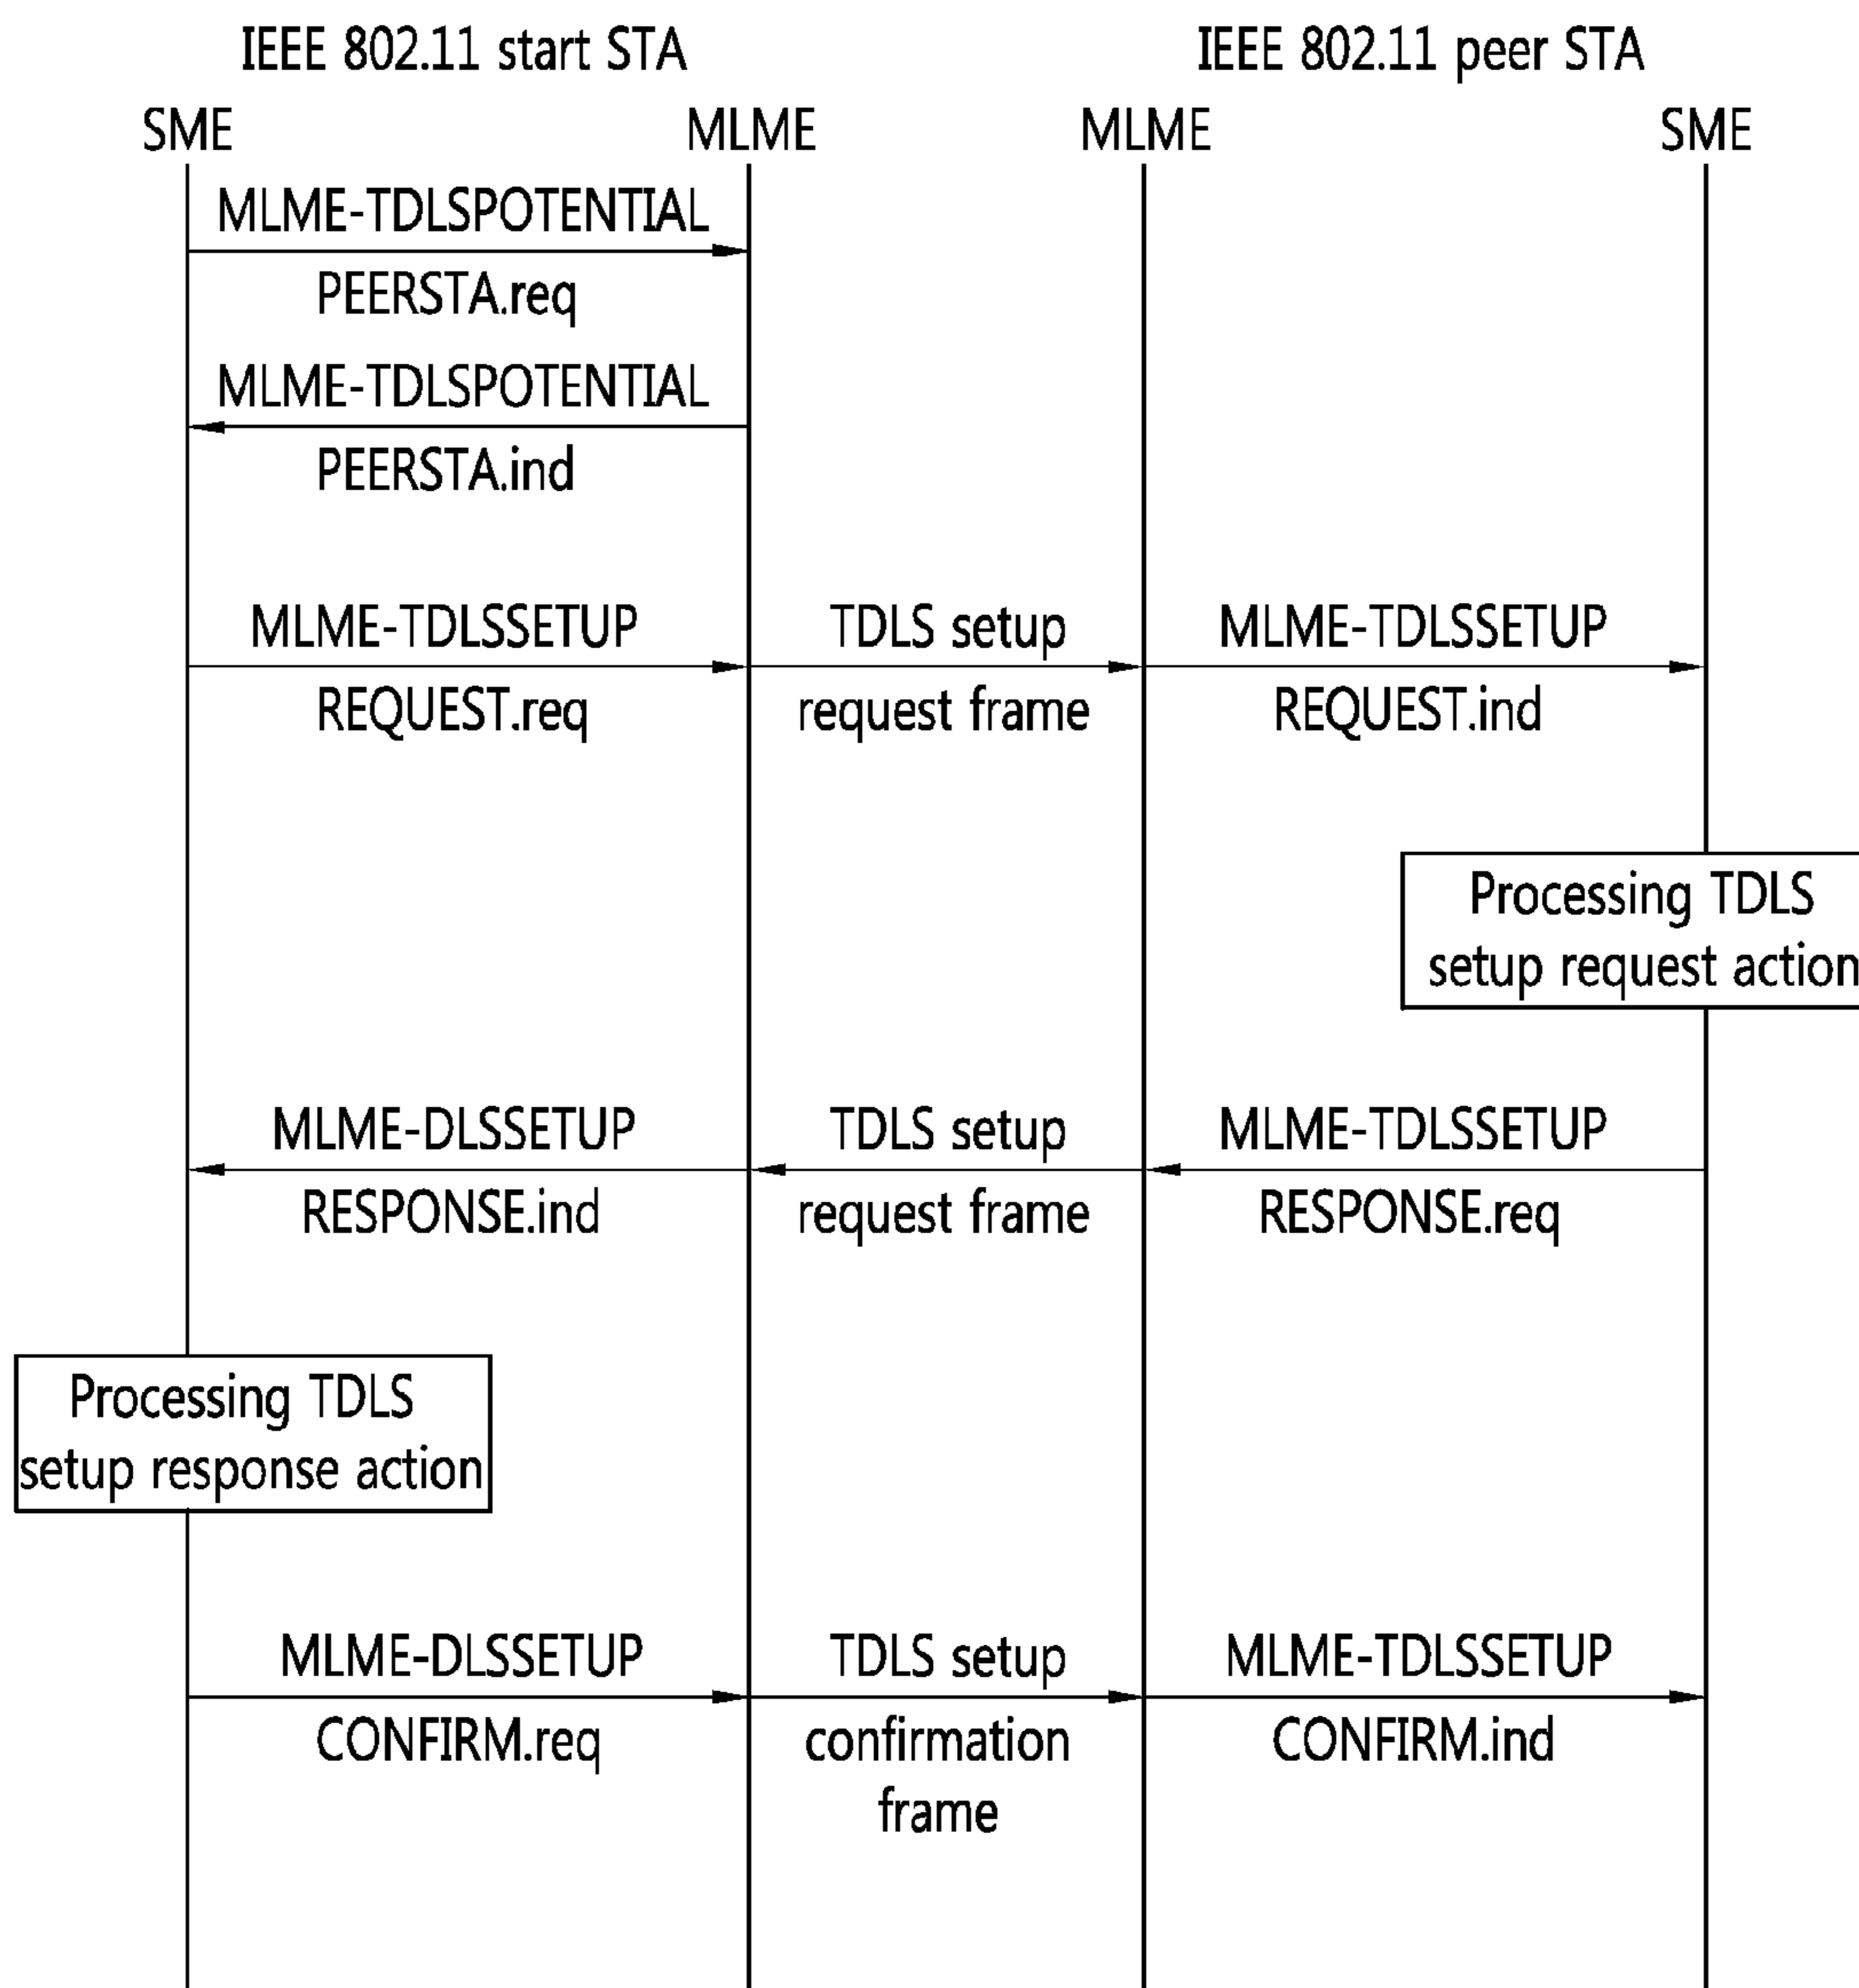 IEEE 802.11 start STA
IEEE 802.11 peer STA
SME
MLME
MLME
SME
MLME-TDLSPOTENTIAL
PEERSTA.req
MLME-TDLSPOTENTIAL
PEERSTA.ind
MLME-TDLSSETUP
REQUEST.req
TDLS setup
request frame
MLME-TDLSSETUP
REQUEST.ind
Processing TDLS
setup request action
MLME-DLSSETUP
RESPONSE.ind
TDLS setup
request frame
MLME-TDLSSETUP
RESPONSE.req
Processing TDLS
setup response action
MLME-DLSSETUP
CONFIRM.req
TDLS setup
confirmation
frame
MLME-TDLSSETUP
CONFIRM.ind